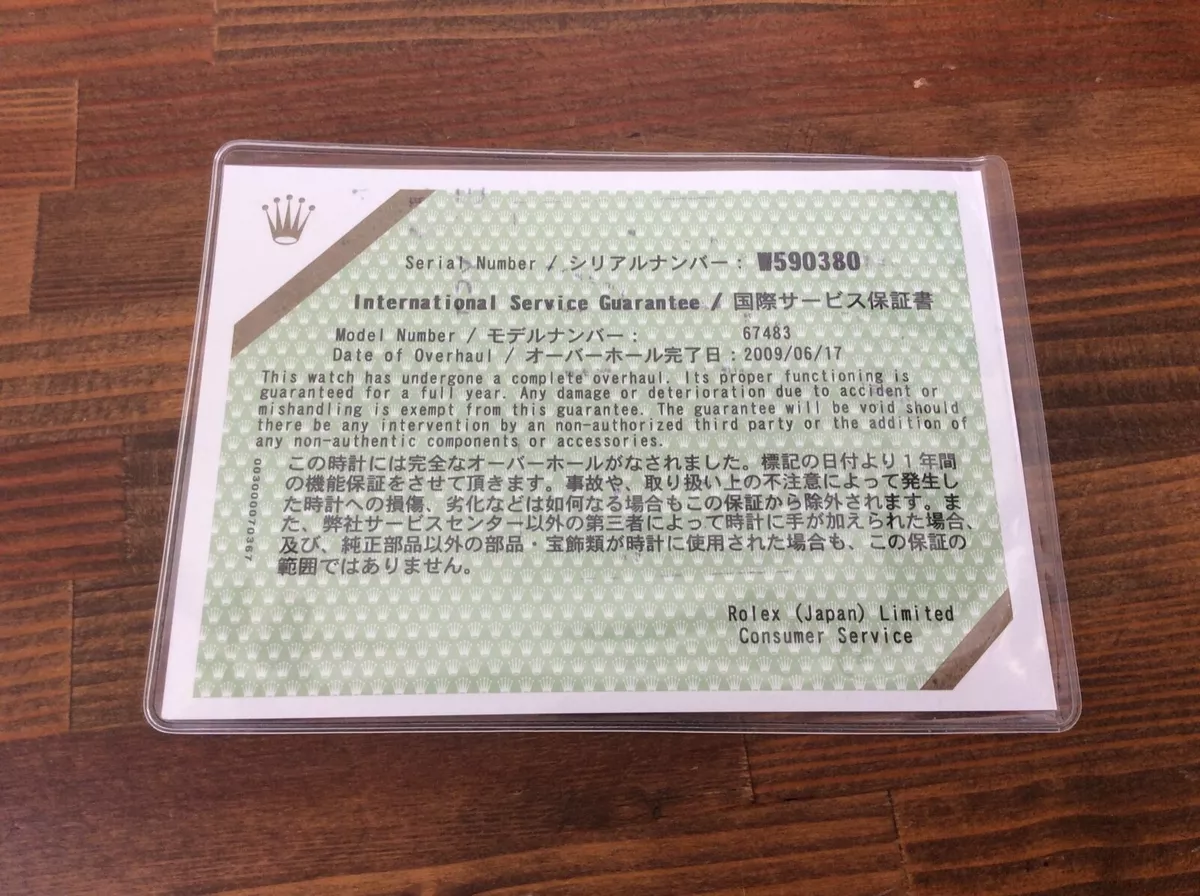 Serial Number / シリアルナンバー : W590380
International Service Guarantee / 国際サービス保証書
Model Number / モデルナンバー : 67483
Date of Overhaul / オーバーホール完了日 : 2009/06/17
This watch has undergone a complete overhaul. Its proper functioning is
guaranteed for a full year. Any damage or deterioration due to accident or
mishandling is exempt from this guarantee. The guarantee will be void should
there be any intervention by an non-authorized third party or the addition of
any non-authentic components or accessories.
この時計には完全なオーバーホールがなされました。標記の日付より1年間
の機能保証をさせて頂きます。事故や、取り扱い上の不注意によって発生し
た時計への損傷、劣化などは如何なる場合もこの保証から除外されます。ま
た、弊社サービスセンター以外の第三者によって時計に手が加えられた場合、
及び、純正部品以外の部品・宝飾類が時計に使用された場合も、この保証の
範囲ではありません。
003000070367
Rolex (Japan) Limited
Consumer Service